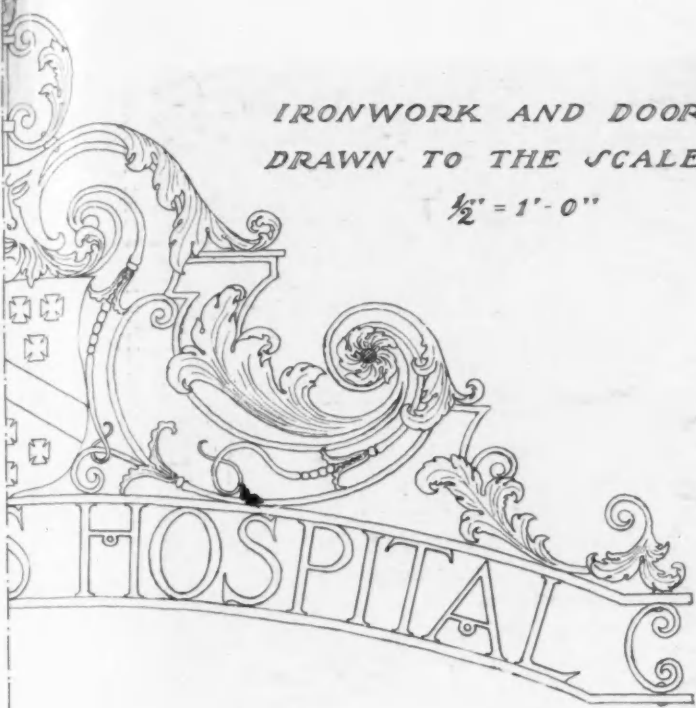 IRONWORK AND DOOR
DRAWN TO THE SCALE
½" = 1'-0"
S HOSPITAL